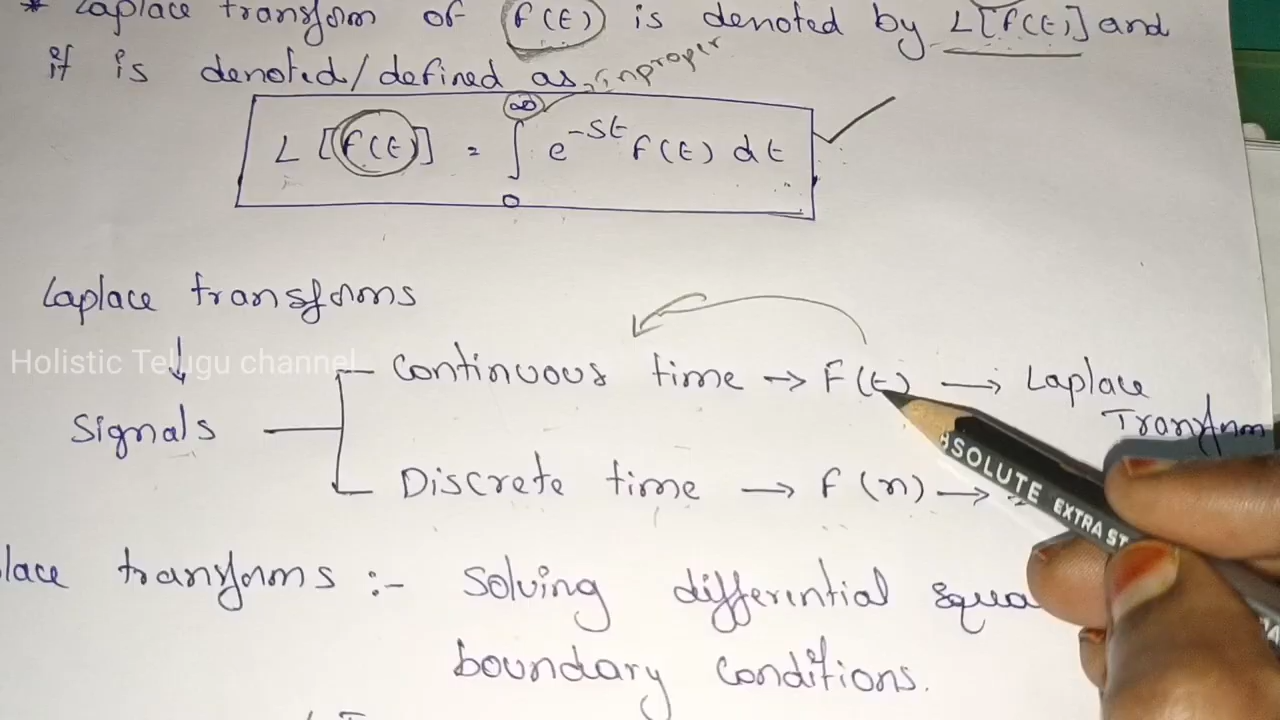 * Laplace transform of f(t) is denoted by L[f(t)] and
if it is denoted/defined as, improper
L [f(t)] = ∫₀^∞ e^-st f(t) dt
Laplace transforms
Holistic Telugu channel
Signals
Continuous time → F(t) → Laplace Transform
Discrete time → f(n) →
lace transforms :- Solving differential equa
boundary conditions.
ABSOLUTE EXTRA ST